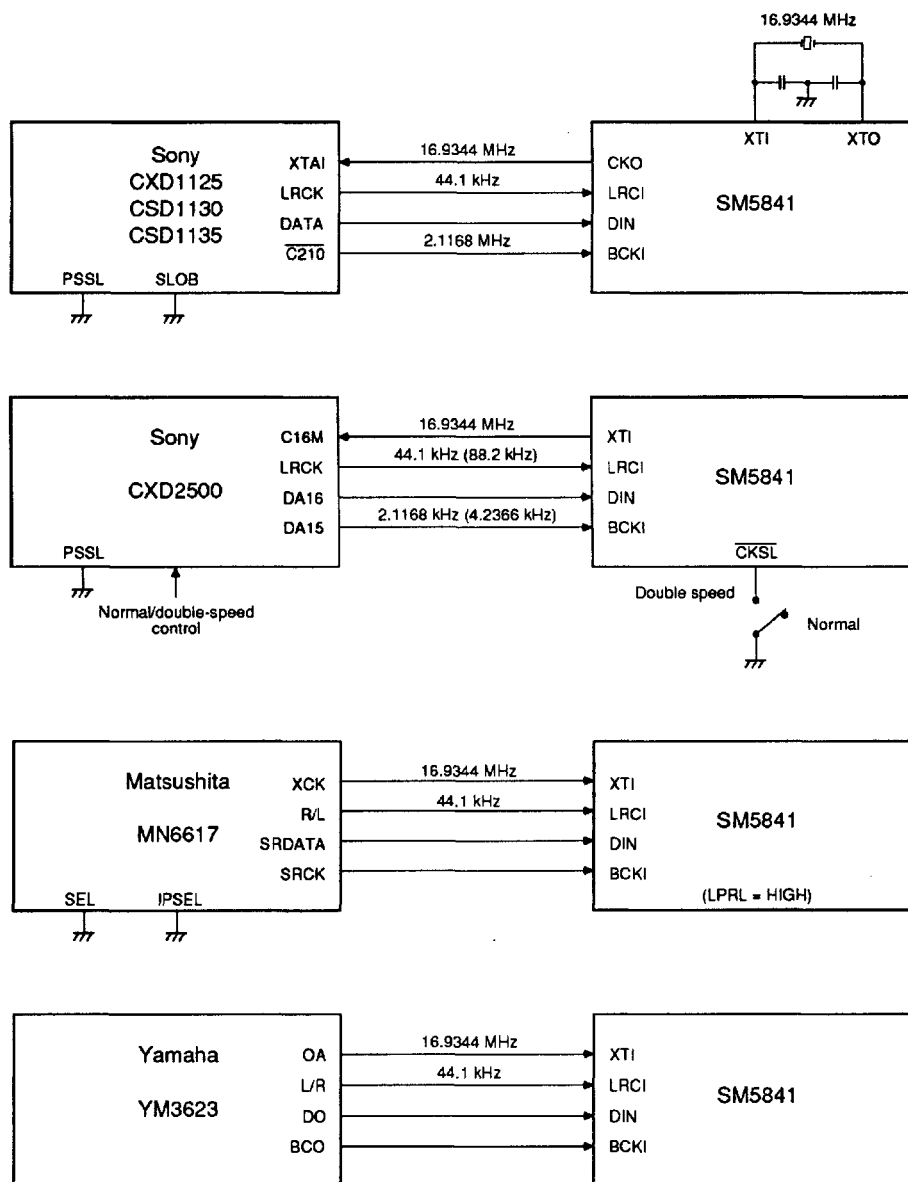 16.9344 MHz
XTI XTO
Sony
CXD1125
CSD1130
CSD1135
XTAI
LRCK
DATA
C210
PSSL SLOB
16.9344 MHz
44.1 kHz
2.1168 MHz
CKO
LRCI
DIN
BCKI
SM5841
Sony
CXD2500
C16M
LRCK
DA16
DA15
PSSL
Normal/double-speed
control
16.9344 MHz
44.1 kHz (88.2 kHz)
2.1168 kHz (4.2366 kHz)
XTI
LRCI
DIN
BCKI
SM5841
CKSL
Double speed
Normal
Matsushita
MN6617
XCK
R/L
SRDATA
SRCK
SEL IPSEL
16.9344 MHz
44.1 kHz
XTI
LRCI
DIN
BCKI
SM5841
(LPRL = HIGH)
Yamaha
YM3623
OA
L/R
DO
BCO
16.9344 MHz
44.1 kHz
XTI
LRCI
DIN
BCKI
SM5841